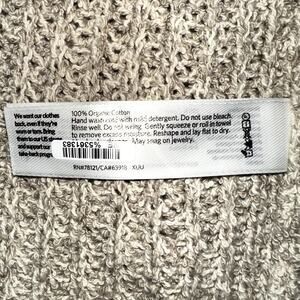 We want our clothes
back, even if they're
worn or torn. Bring
them to our US
and support our
take-back
100% Organic Cotton
Hand wash cold with mild detergent. Do not use bleach.
Rinse well. Do not wring. Gently squeeze or roll in towel
to remove excess moisture. Reshape and lay flat to dry.
May snag on jewelry.
RN#78121/CA#63918